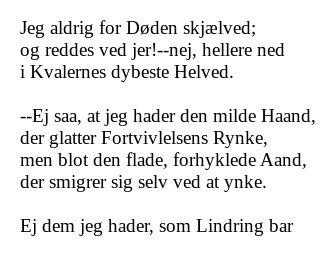 Jeg aldrig for Døden skjælved;
og reddes ved jer!--nej, hellere ned
i Kvalernes dybeste Helved.

--Ej saa, at jeg hader den milde Haand,
der glatter Fortvivlelsens Rynke,
men blot den flade, forhyklede Aand,
der smigrer sig selv ved at ynke.

Ej dem jeg hader, som Lindring bar